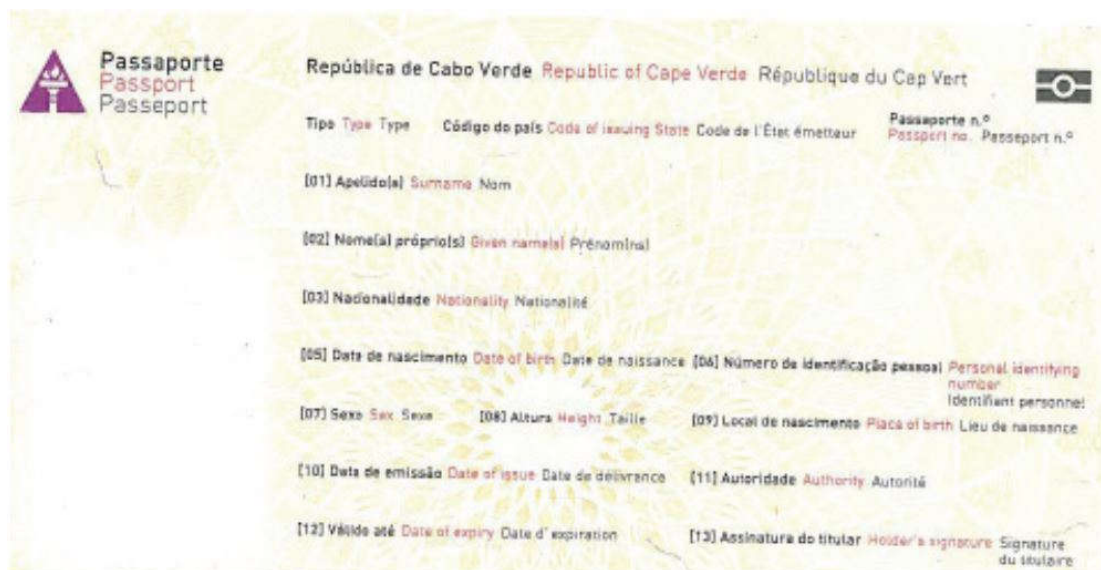 Passaporte
Passport
Passeport
República de Cabo Verde Republic of Cape Verde République du Cap Vert
Tipo Type Type Código do país Code of issuing State Code de l'État émetteur Passaporte n.º
Passport no. Passeport n.º
[01] Apelido(s) Surname Nom
[02] Nome(s) próprio(s) Given name(s) Prénom(ns)
[03] Nacionalidade Nationality Nationalité
[05] Data de nascimento Date of birth Date de naissance [06] Número de identificação pessoal Personal identifying
number
Identifiant personnel
[07] Sexo Sex Sexe [08] Altura Height Taille [09] Local de nascimento Place of birth Lieu de naissance
[10] Data de emissão Date of issue Date de délivrance [11] Autoridade Authority Autorité
[12] Válido até Date of expiry Date d'expiration [13] Assinatura do titular Holder's signature Signature
du titulaire